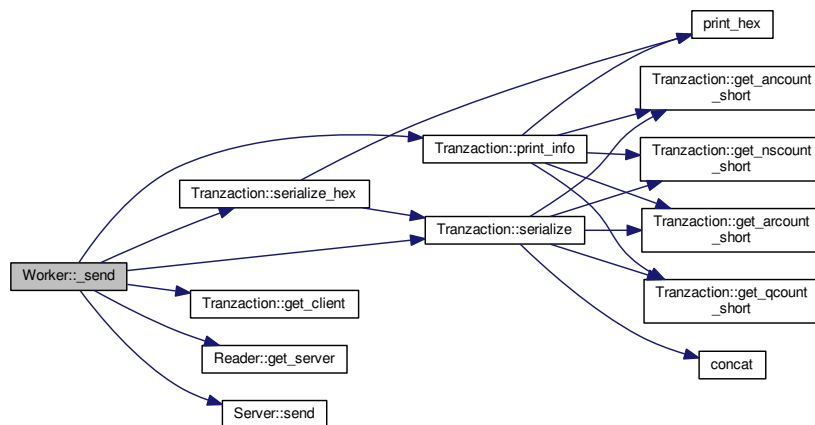 print_hex
Tranzaction::get_ancount
_short
Tranzaction::print_info
Tranzaction::get_nscount
_short
Tranzaction::serialize_hex
Tranzaction::serialize
Tranzaction::get_arcount
_short
Worker::_send
Tranzaction::get_client
Tranzaction::get_qcount
_short
Reader::get_server
concat
Server::send